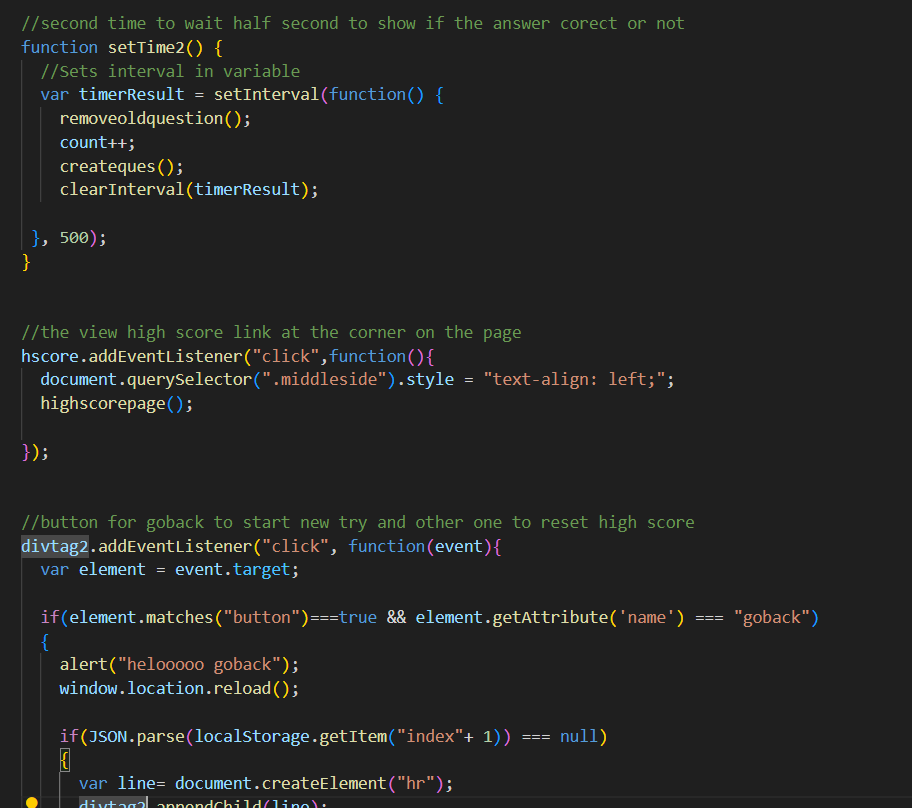 //second time to wait half second to show if the answer corect or not
function setTime2() {
//Sets interval in variable
var timerResult = setInterval(function() {
removeoldquestion();
count++;
createques();
clearInterval(timerResult);
}, 500);
}
//the view high score link at the corner on the page
hscore.addEventListener("click",function(){
document.querySelector(".middleside").style = "text-align: left;";
highscorepage();
});
//button for goback to start new try and other one to reset high score
divtag2.addEventListener("click", function(event){
var element = event.target;
if(element.matches("button")===true && element.getAttribute('name') === "goback")
{
alert("helooooo goback");
window.location.reload();
if(JSON.parse(localStorage.getItem("index"+ 1)) === null)
{
var line= document.createElement("hr");
divtag2.appendChild(line);